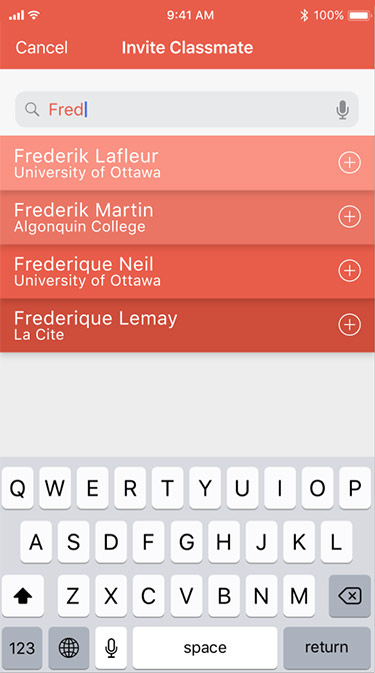 9:41 AM 100%
Cancel Invite Classmate
Fred
Frederik Lafleur
University of Ottawa
Frederik Martin
Algonquin College
Frederique Neil
University of Ottawa
Frederique Lemay
La Cite
Q W E R T Y U I O P
A S D F G H J K L
Z X C V B N M
123 space return